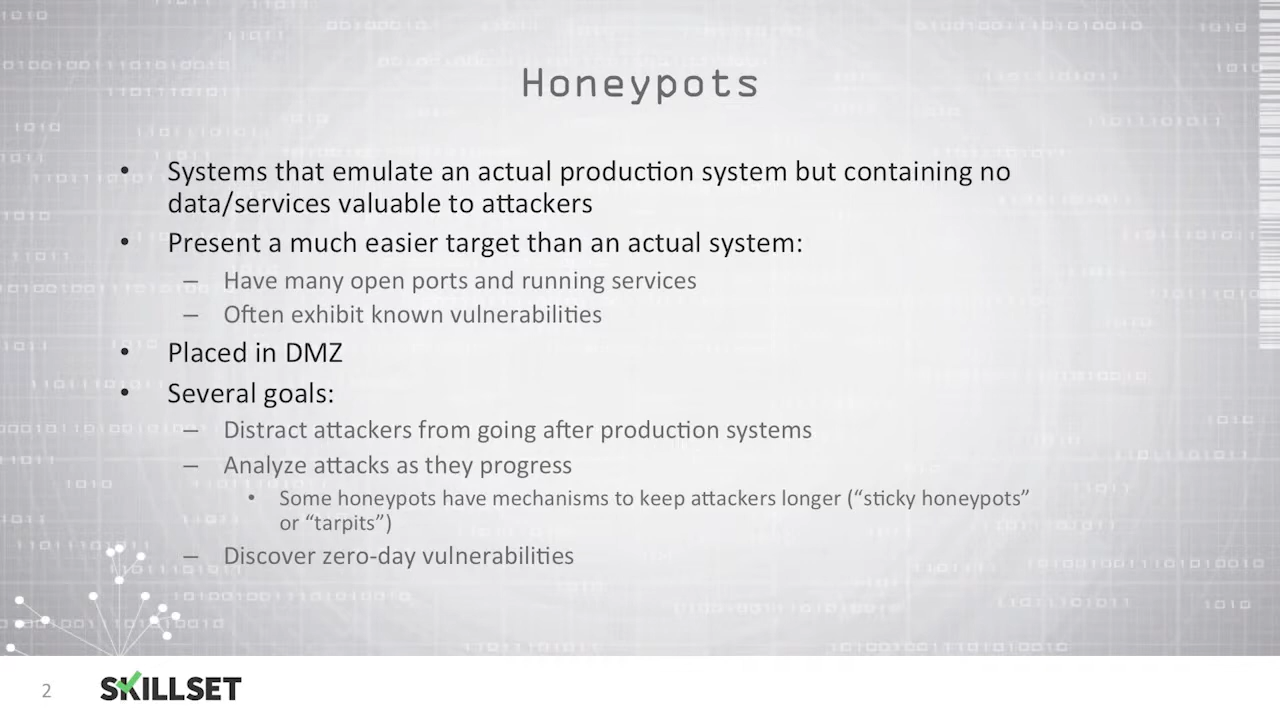 Honeypots
• Systems that emulate an actual production system but containing no
data/services valuable to attackers
• Present a much easier target than an actual system:
– Have many open ports and running services
– Often exhibit known vulnerabilities
• Placed in DMZ
• Several goals:
– Distract attackers from going after production systems
– Analyze attacks as they progress
• Some honeypots have mechanisms to keep attackers longer (“sticky honeypots”
or “tarpits”)
– Discover zero-day vulnerabilities
2
SKILLSET